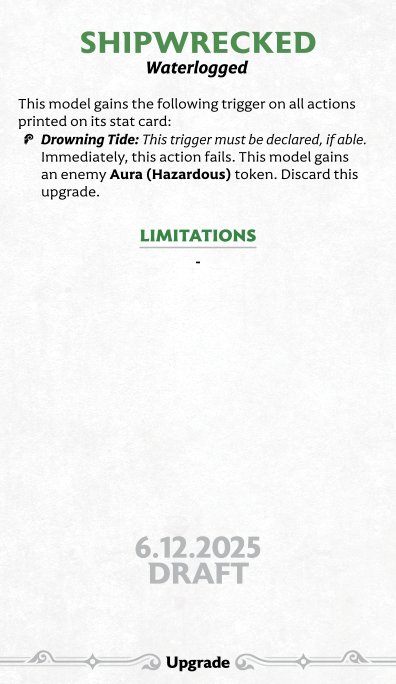 SHIPWRECKED
Waterlogged
This model gains the following trigger on all actions
printed on its stat card:
Drowning Tide: This trigger must be declared, if able.
Immediately, this action fails. This model gains
an enemy Aura (Hazardous) token. Discard this
upgrade.
LIMITATIONS
-
6.12.2025
DRAFT
Upgrade